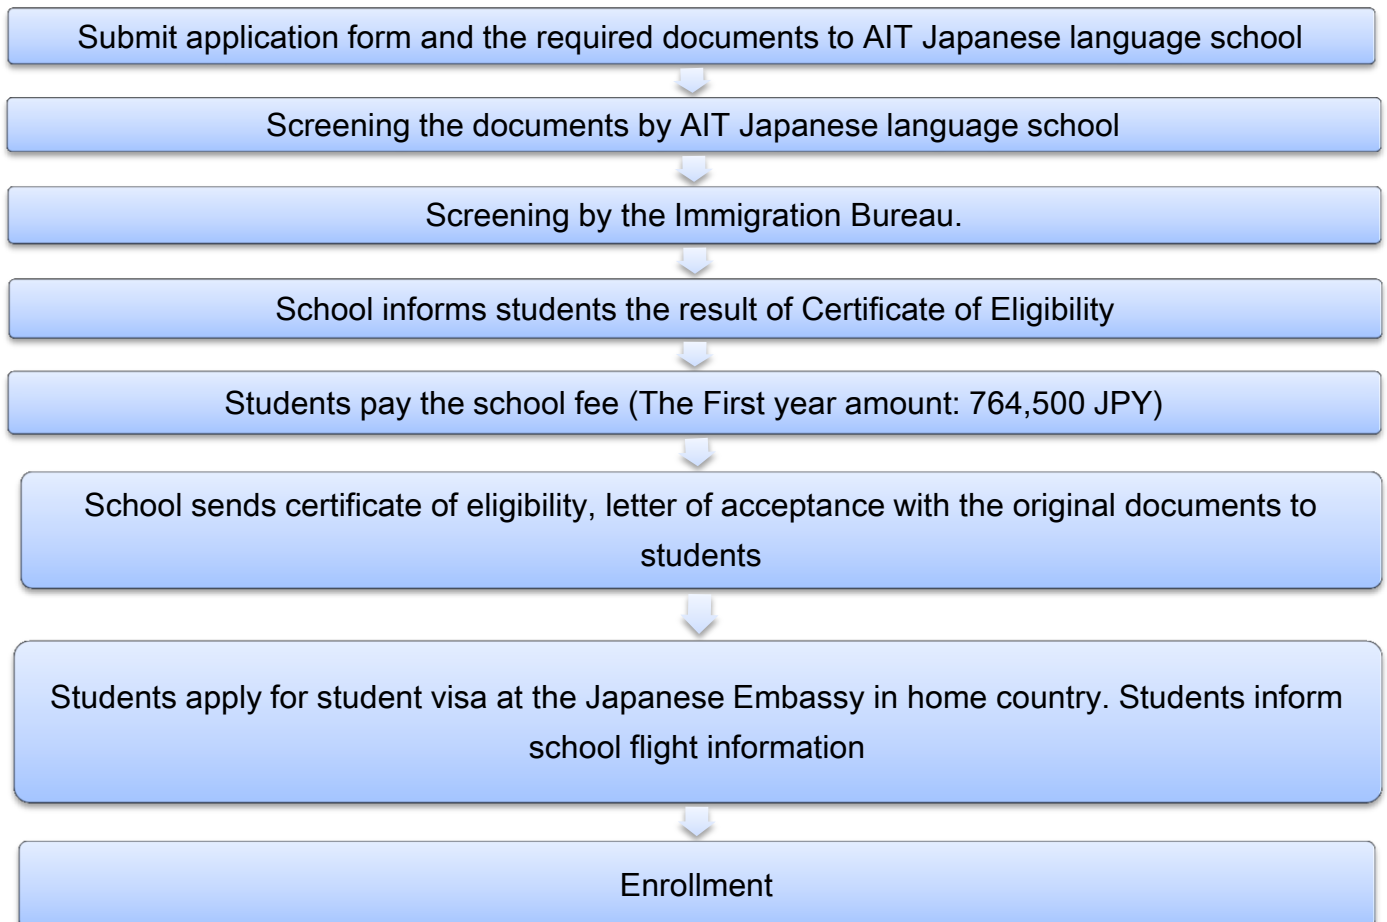 Submit application form and the required documents to AIT Japanese language school
Screening the documents by AIT Japanese language school
Screening by the Immigration Bureau.
School informs students the result of Certificate of Eligibility
Students pay the school fee (The First year amount: 764,500 JPY)
School sends certificate of eligibility, letter of acceptance with the original documents to
students
Students apply for student visa at the Japanese Embassy in home country. Students inform
school flight information
Enrollment